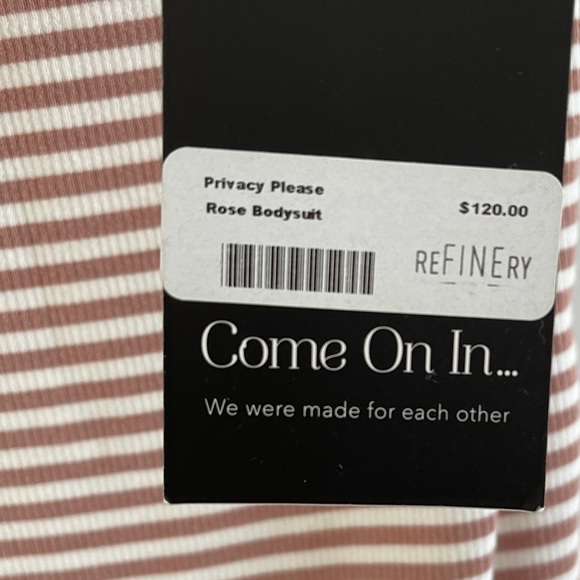 Privacy Please
Rose Bodysuit
$120.00
REFINERY
Come On In...
We were made for each other